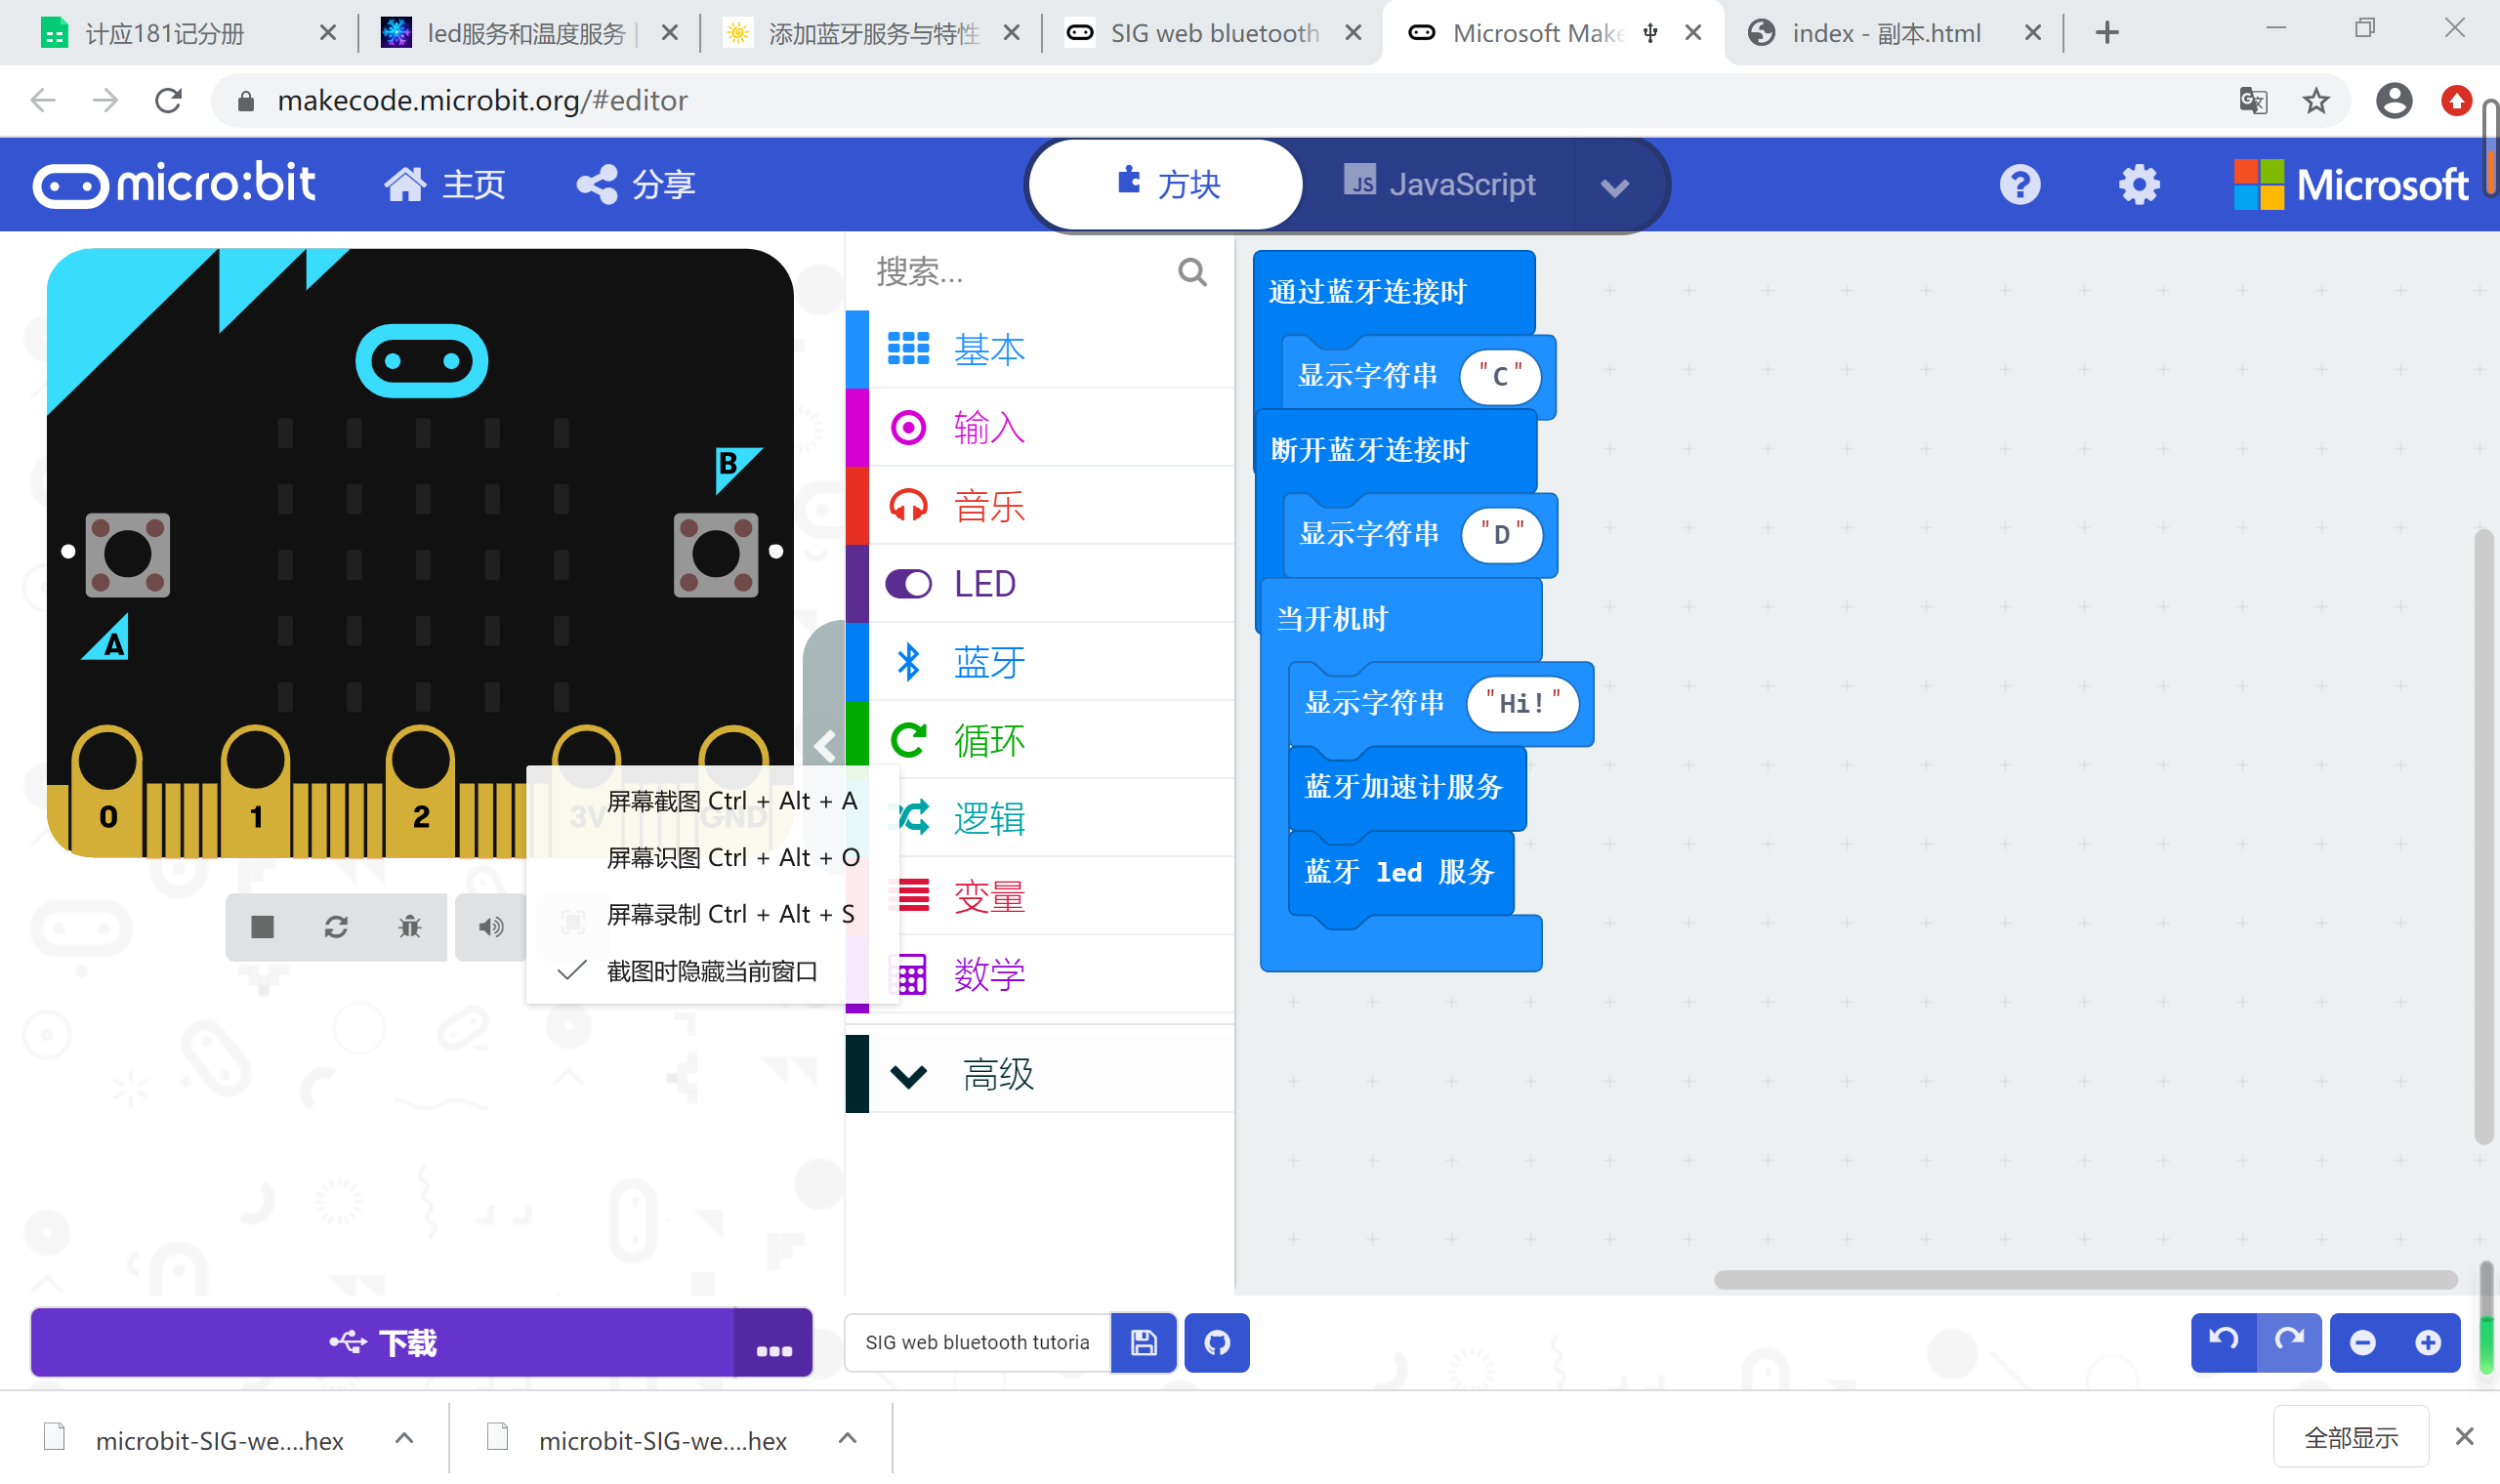 计应181记分册
led服务和温度服务 |
添加蓝牙服务与特性
SIG web bluetooth
Microsoft Make
index - 副本.html
makecode.microbit.org/#editor
micro:bit
主页
分享
方块
JS JavaScript
Microsoft
搜索...
基本
输入
音乐
LED
蓝牙
循环
逻辑
变量
数学
高级
B
A
0
1
2
3V
GND
屏幕截图 Ctrl + Alt + A
屏幕识图 Ctrl + Alt + O
屏幕录制 Ctrl + Alt + S
截图时隐藏当前窗口
通过蓝牙连接时
显示字符串 "C"
断开蓝牙连接时
显示字符串 "D"
当开机时
显示字符串 "Hi!"
蓝牙加速计服务
蓝牙 led 服务
下载
SIG web bluetooth tutoria
microbit-SIG-we....hex
microbit-SIG-we....hex
全部显示